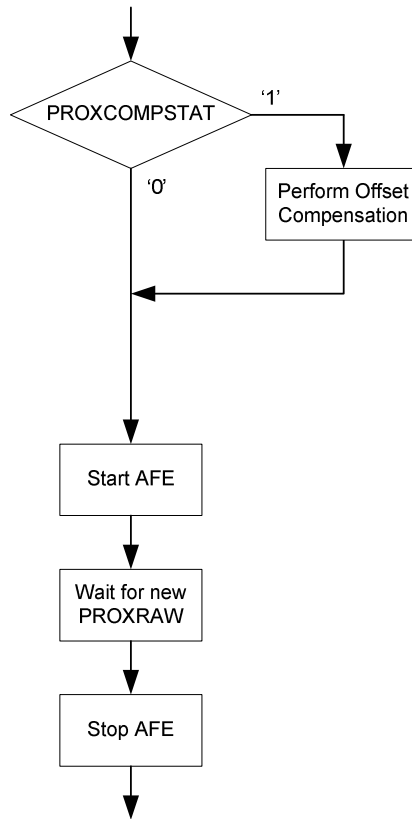 PROXCOMPSTAT
‘1’
‘0’
Perform Offset
Compensation
Start AFE
Wait for new
PROXRAW
Stop AFE